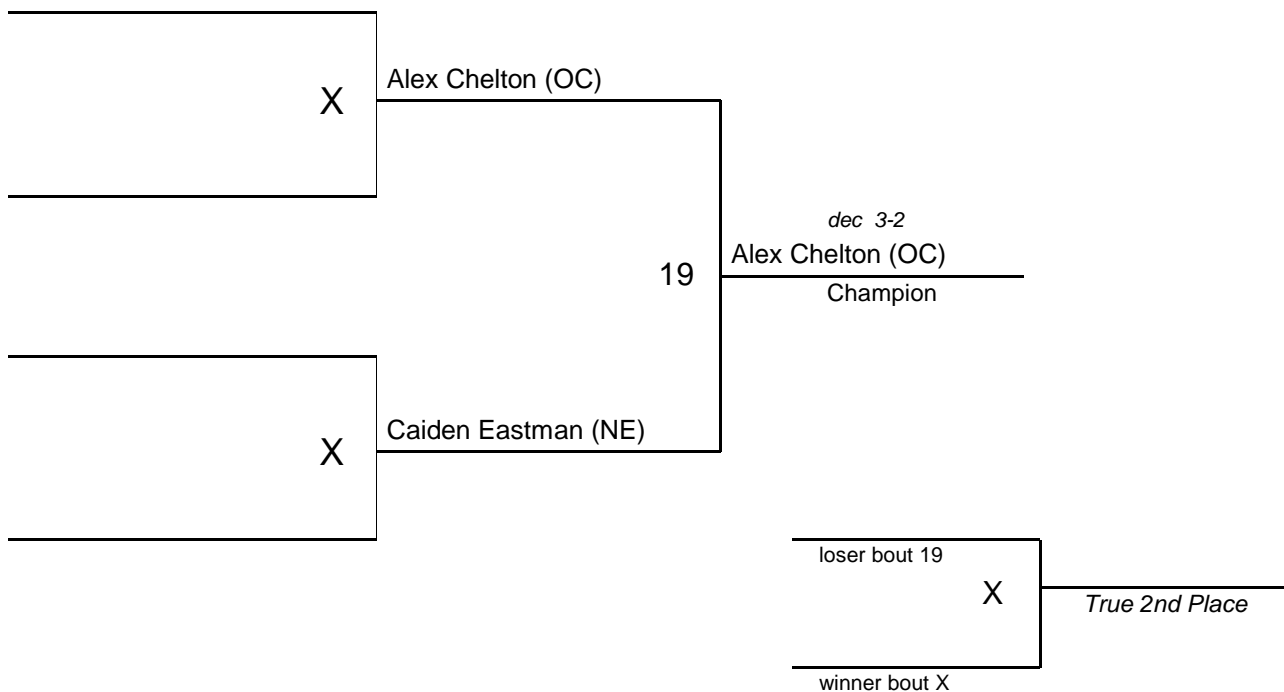 Alex Chelton (OC)
X
dec 3-2
Alex Chelton (OC)
19
Champion
Caiden Eastman (NE)
X
loser bout 19
X
True 2nd Place
winner bout X